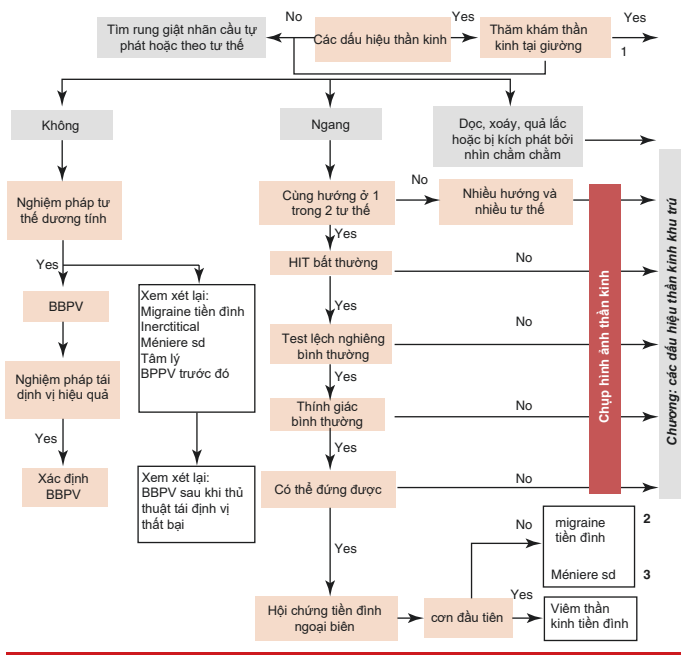 No
Yes
Yes
Tìm rung giật nhãn cầu tự
phát hoặc theo tư thế
Các dấu hiệu thần kinh
Thăm khám thần
kinh tại giường
1
Không
Ngang
Dọc, xoáy, quả lắc
hoặc bị kích phát bởi
nhìn chằm chằm
Nghiệm pháp tư
thế dương tính
Cùng hướng ở 1
trong 2 tư thế
No
Nhiều hướng và
nhiều tư thế
Yes
Yes
HIT bất thường
No
BBPV
Xem xét lại:
Migraine tiền đình
Inerctitical
Méniere sd
Tâm lý
BPPV trước đó
Yes
Test lệch nghiêng
bình thường
No
Nghiệm pháp tái
dịnh vị hiệu quả
Yes
Thính giác
bình thường
No
Yes
Yes
Xác định
BBPV
Xem xét lại:
BBPV sau khi thủ
thuật tái định vị
thất bại
Có thể đứng được
No
Yes
Chụp hình ảnh thần kinh
Chương: các dấu hiệu thần kinh khu trú
Hội chứng tiền đình
ngoại biên
cơn đầu tiên
No
migraine
tiền đình
2
Méniere sd
3
Yes
Viêm thần
kinh tiền đình